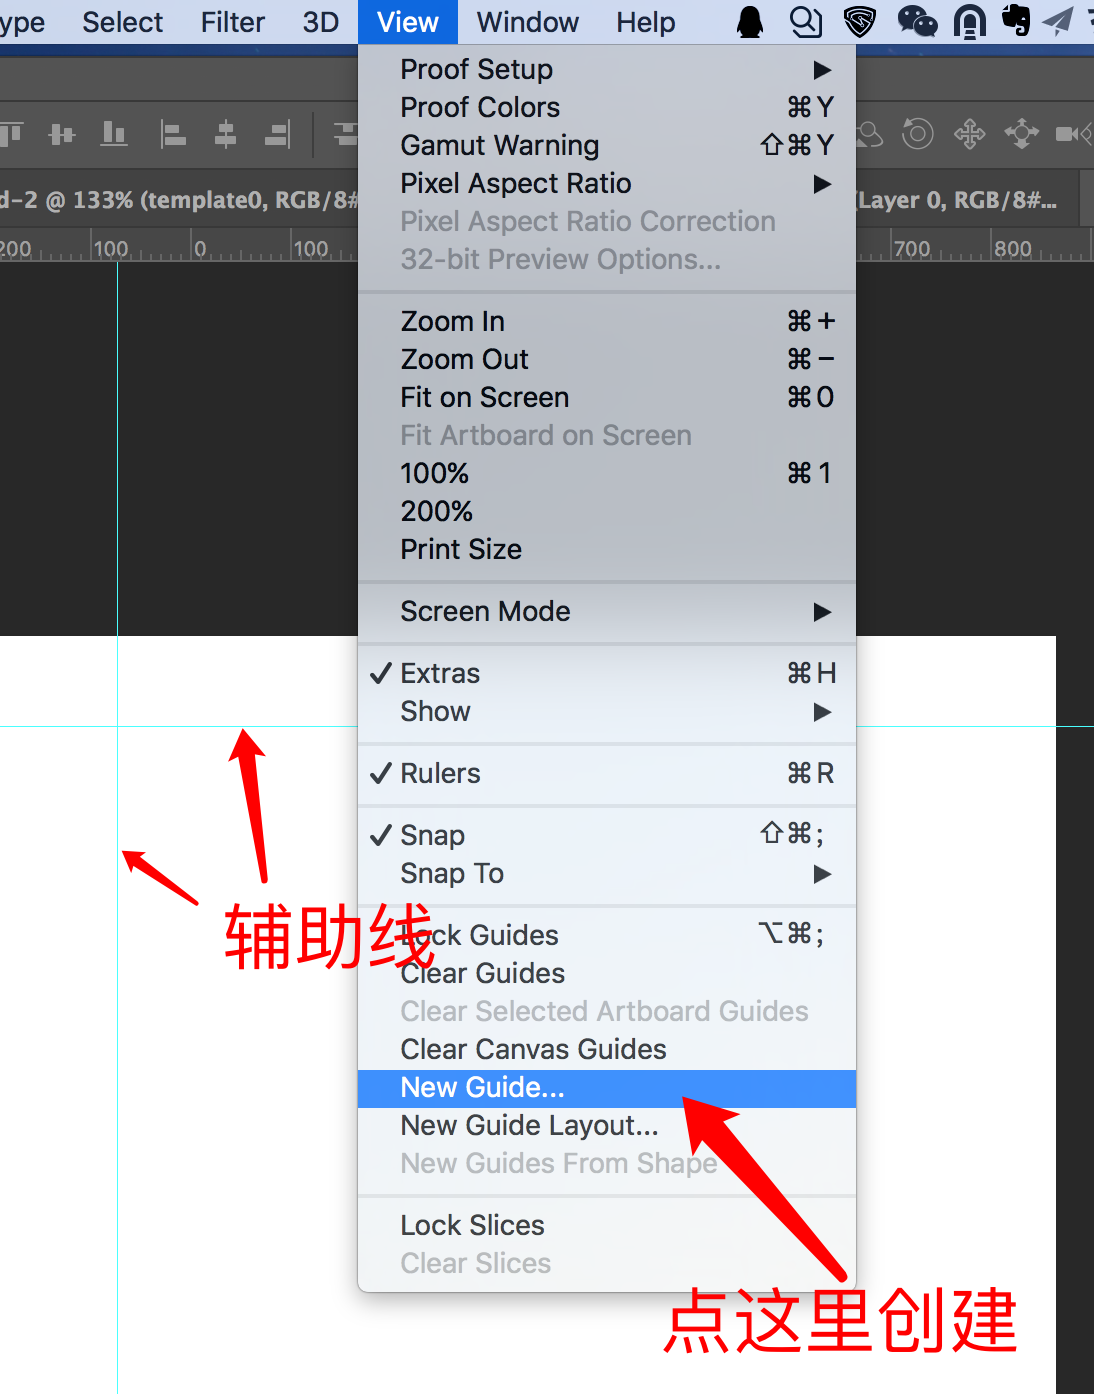 ype Select Filter 3D View Window Help
Proof Setup
Proof Colors ⌘Y
Gamut Warning ⇧⌘Y
Pixel Aspect Ratio
d-2 @ 133% (template0, RGB/8# (Layer 0, RGB/8#...
Pixel Aspect Ratio Correction
200 100 0 100 700 800
32-bit Preview Options...
Zoom In ⌘+
Zoom Out ⌘−
Fit on Screen ⌘0
Fit Artboard on Screen
100% ⌘1
200%
Print Size
Screen Mode
✓ Extras ⌘H
Show
✓ Rulers ⌘R
✓ Snap ⇧⌘;
Snap To
辅助线
Lock Guides ⌥⌘;
Clear Guides
Clear Selected Artboard Guides
Clear Canvas Guides
New Guide...
New Guide Layout...
New Guides From Shape
Lock Slices
Clear Slices
点这里创建